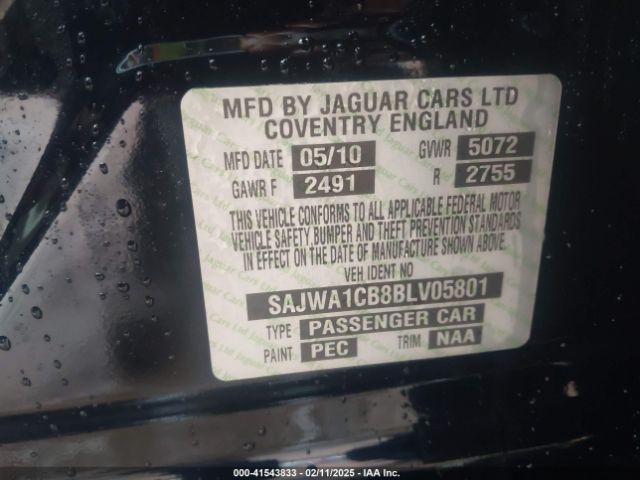 MFD BY JAGUAR CARS LTD
COVENTRY ENGLAND
MFD DATE 05/10 GVWR 5072
GAWR F 2491 R 2755
THIS VEHICLE CONFORMS TO ALL APPLICABLE FEDERAL MOTOR
VEHICLE SAFETY, BUMPER AND THEFT PREVENTION STANDARDS
IN EFFECT ON THE DATE OF MANUFACTURE SHOWN ABOVE.
VEH IDENT NO
SAJWA1CB8BLV05801
TYPE PASSENGER CAR
PAINT PEC TRIM NAA
000-41543833 - 02/11/2025 - IAA Inc.